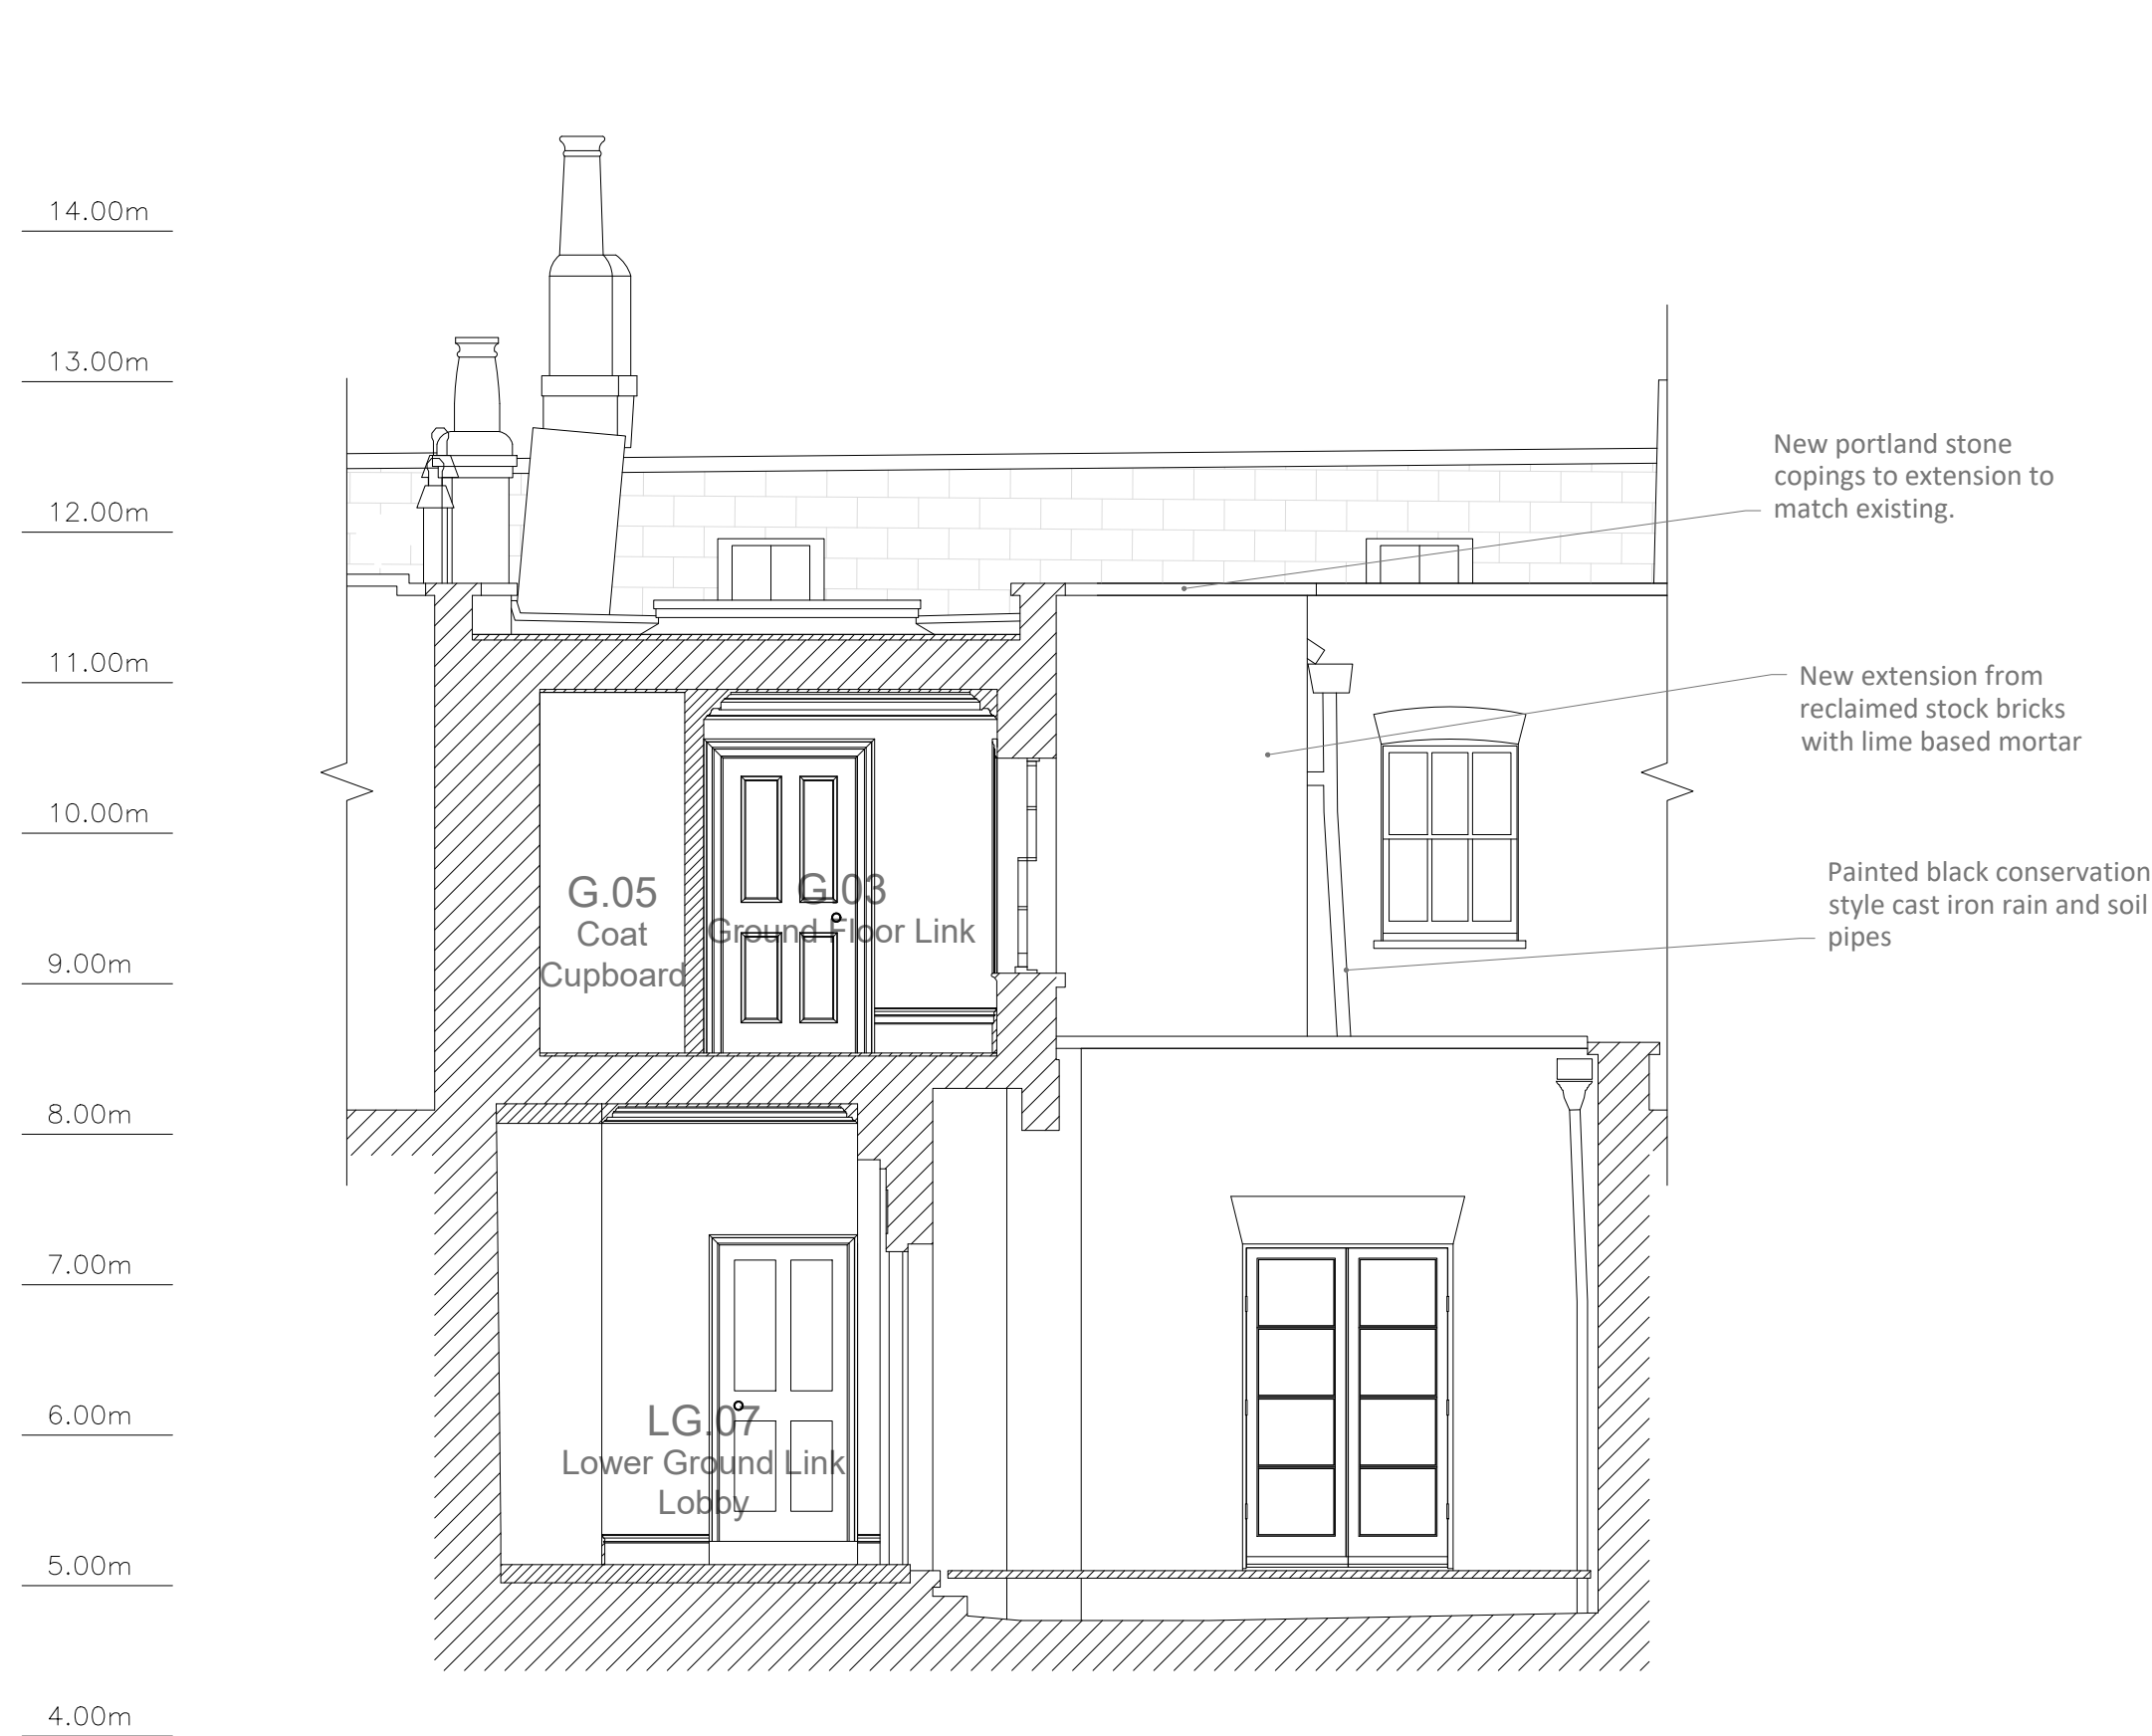 14.00m
13.00m
12.00m
11.00m
10.00m
9.00m
8.00m
7.00m
6.00m
5.00m
4.00m
New portland stone
copings to extension to
match existing.
New extension from
reclaimed stock bricks
with lime based mortar
Painted black conservation
style cast iron rain and soil
pipes
G.05
Coat
Cupboard
G.03
Ground Floor Link
LG.07
Lower Ground Link
Lobby